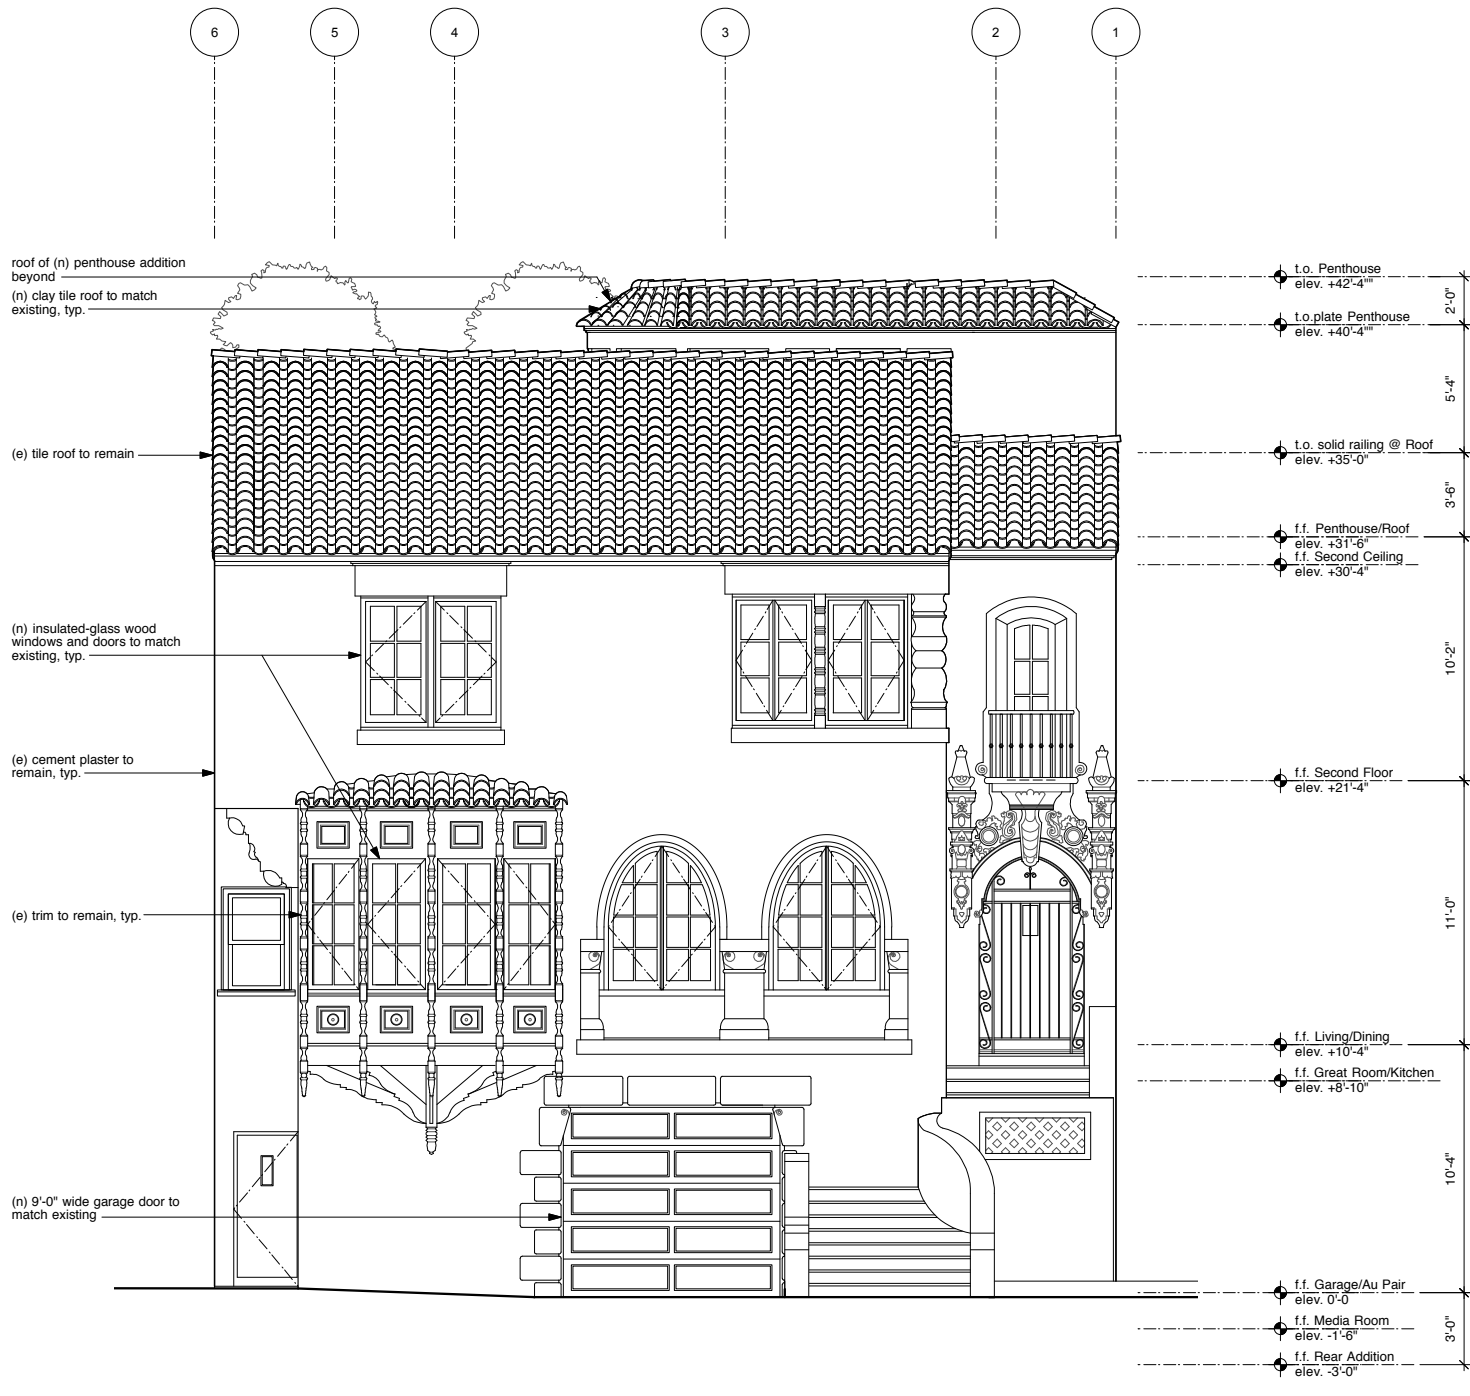 6
5
4
3
2
1
roof of (n) penthouse addition
beyond
(n) clay tile roof to match
existing, typ.
(e) tile roof to remain
(n) insulated-glass wood
windows and doors to match
existing, typ.
(e) cement plaster to
remain, typ.
(e) trim to remain, typ.
(n) 9'-0" wide garage door to
match existing
t.o. Penthouse
elev. +42'-4""
t.o.plate Penthouse
elev. +40'-4""
t.o. solid railing @ Roof
elev. +35'-0"
f.f. Penthouse/Roof
elev. +31'-6"
f.f. Second Ceiling
elev. +30'-4"
f.f. Second Floor
elev. +21'-4"
f.f. Living/Dining
elev. +10'-4"
f.f. Great Room/Kitchen
elev. +8'-10"
f.f. Garage/Au Pair
elev. 0'-0
f.f. Media Room
elev. -1'-6"
f.f. Rear Addition
elev. -3'-0"
2'-0"
5'-4"
3'-6"
10'-2"
11'-0"
10'-4"
3'-0"